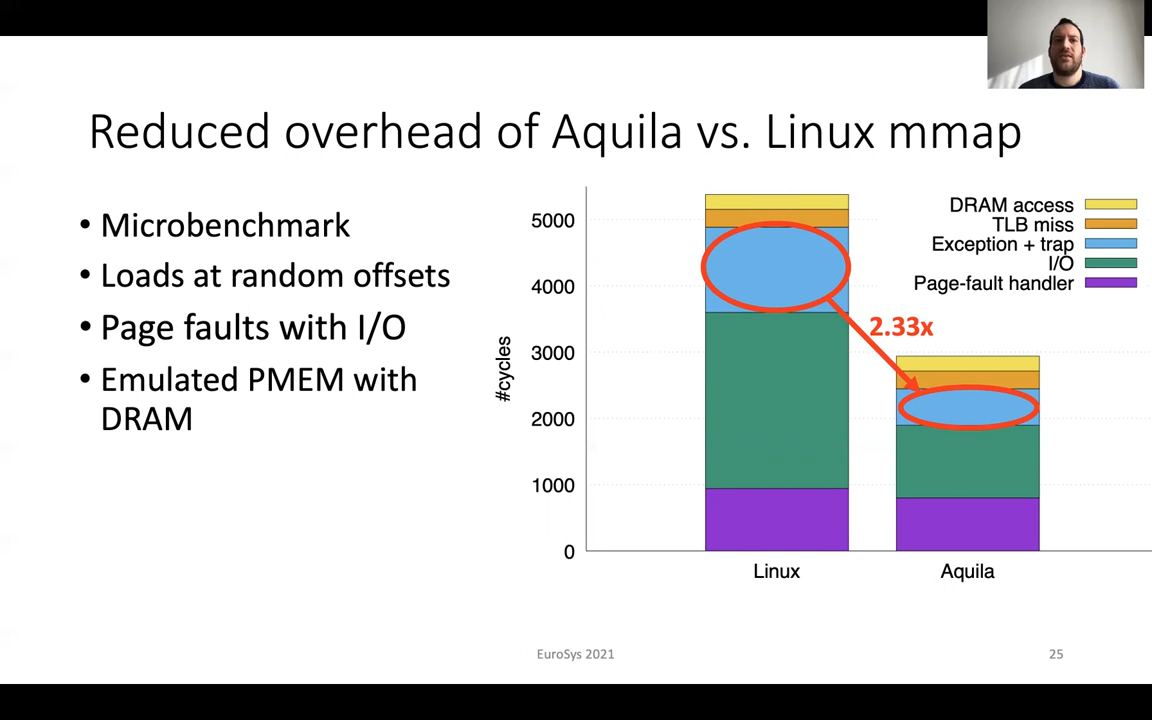 Reduced overhead of Aquila vs. Linux mmap
• Microbenchmark
• Loads at random offsets
• Page faults with I/O
• Emulated PMEM with
DRAM
DRAM access
TLB miss
Exception + trap
I/O
Page-fault handler
5000
4000
3000
2000
1000
0
#cycles
2.33x
Linux
Aquila
EuroSys 2021
25